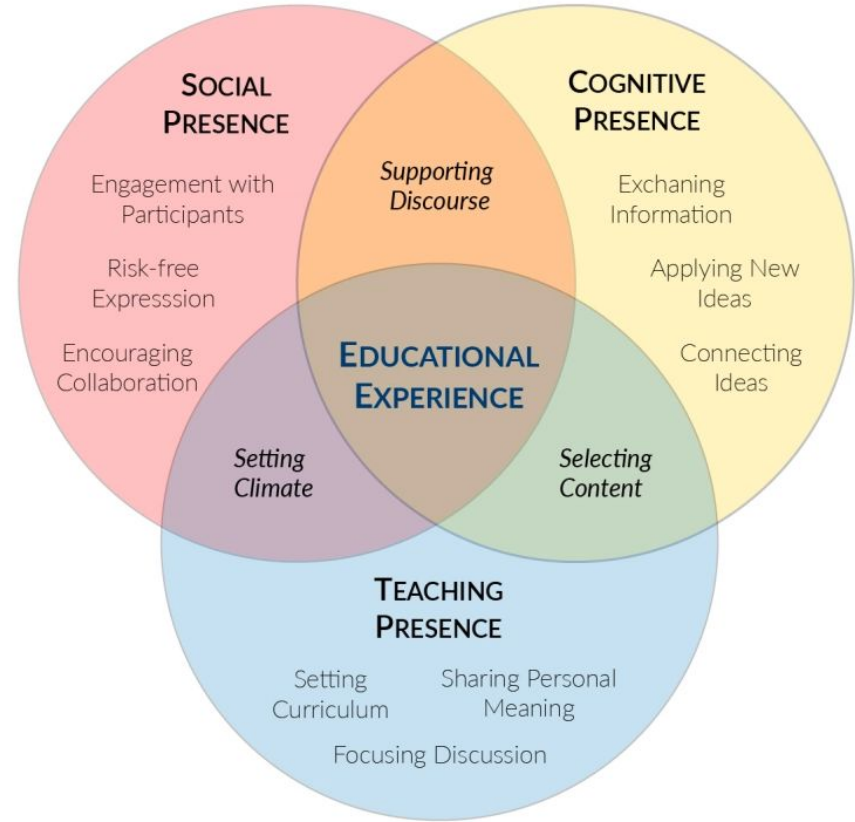 SOCIAL
PRESENCE
Engagement with
Participants
Risk-free
Expresssion
Encouraging
Collaboration
Supporting
Discourse
COGNITIVE
PRESENCE
Exchaning
Information
Applying New
Ideas
Connecting
Ideas
EDUCATIONAL
EXPERIENCE
Setting
Climate
Selecting
Content
TEACHING
PRESENCE
Setting
Curriculum
Sharing Personal
Meaning
Focusing Discussion